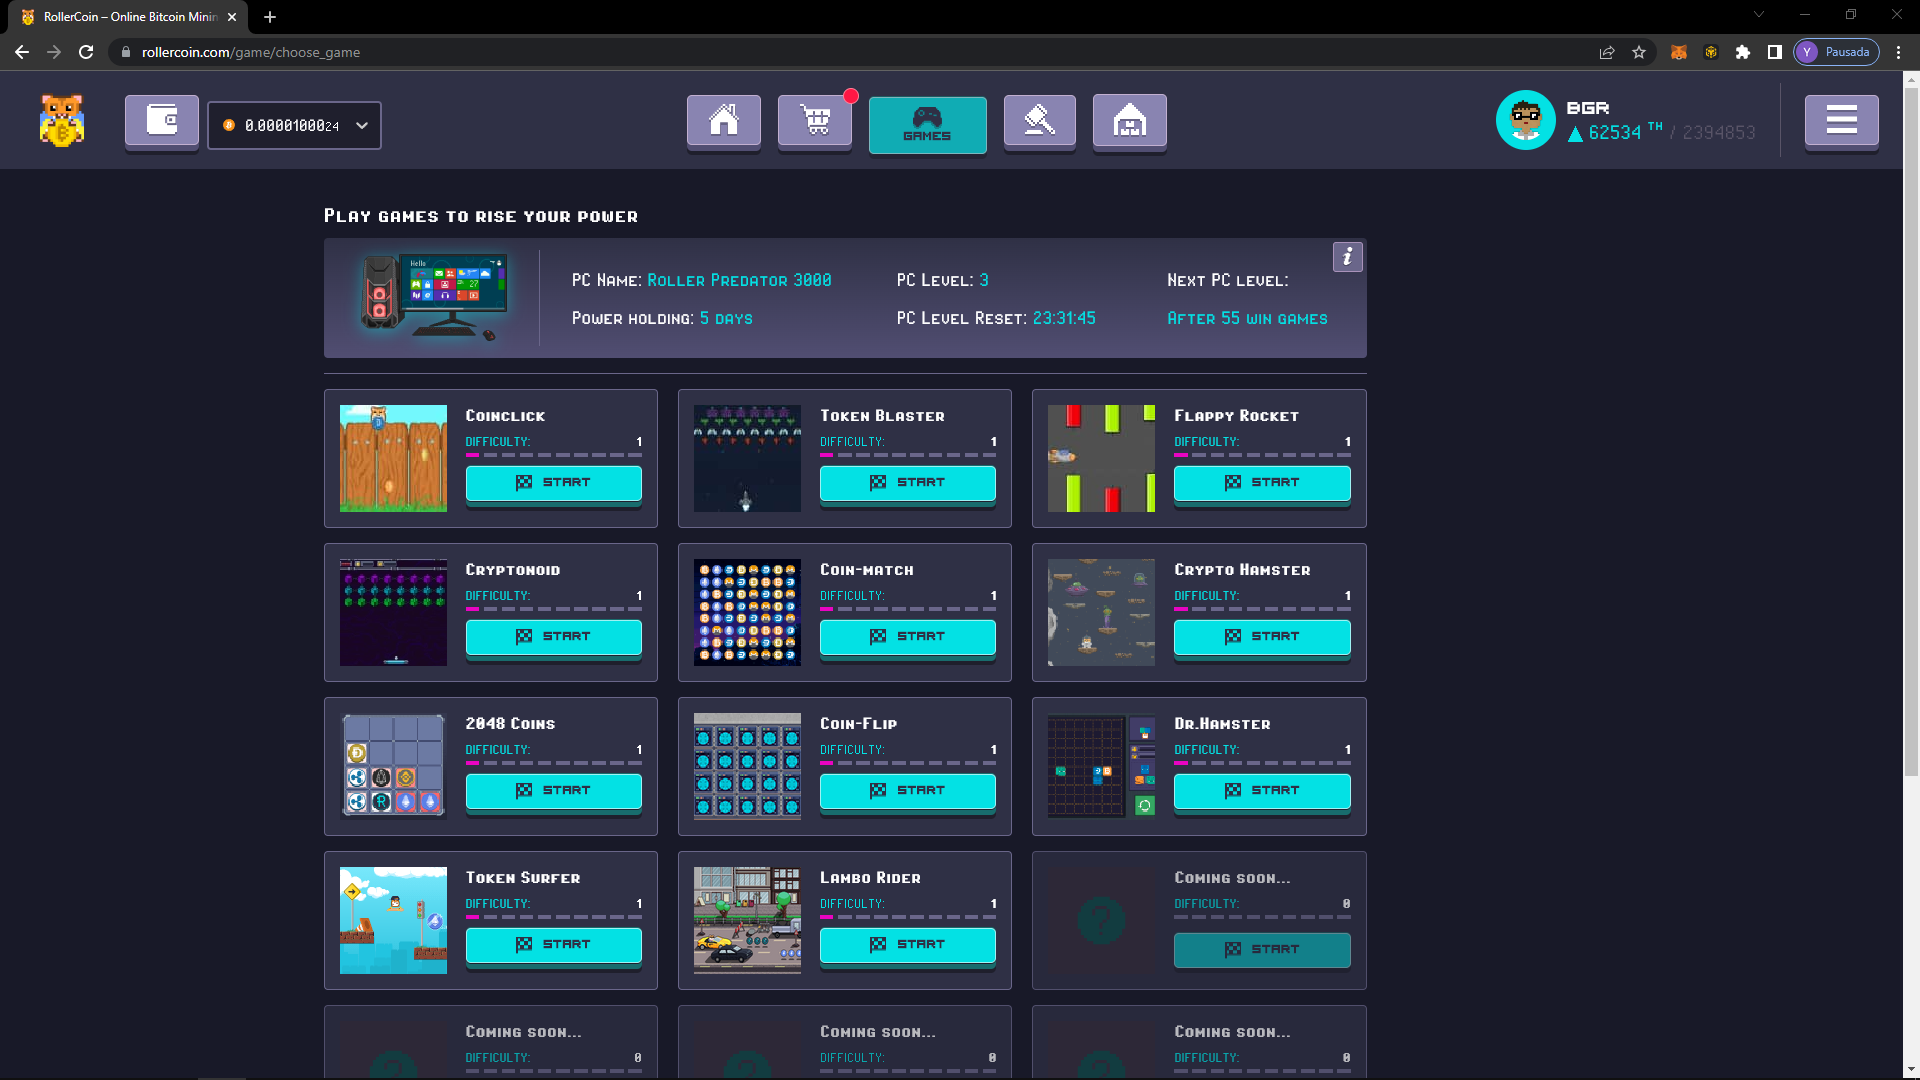 RollerCoin – Online Bitcoin Minin
rollercoin.com/game/choose_game
Y Pausada
0.0000100024
GAMES
BGR
62534 TH / 2394853
Play games to rise your power
PC Name: Roller Predator 3000
PC Level: 3
Next PC level:
Power holding: 5 days
PC Level Reset: 23:31:45
After 55 win games
Hello
Coinclick
Difficulty: 1
START
Token Blaster
Difficulty: 1
START
Flappy Rocket
Difficulty: 1
START
Cryptonoid
Difficulty: 1
START
Coin-match
Difficulty: 1
START
Crypto Hamster
Difficulty: 1
START
2048 Coins
Difficulty: 1
START
Coin-Flip
Difficulty: 1
START
Dr.Hamster
Difficulty: 1
START
Token Surfer
Difficulty: 1
START
Lambo Rider
Difficulty: 1
START
Coming soon...
Difficulty: 0
START
Coming soon...
Difficulty: 0
Coming soon...
Difficulty: 0
Coming soon...
Difficulty: 0